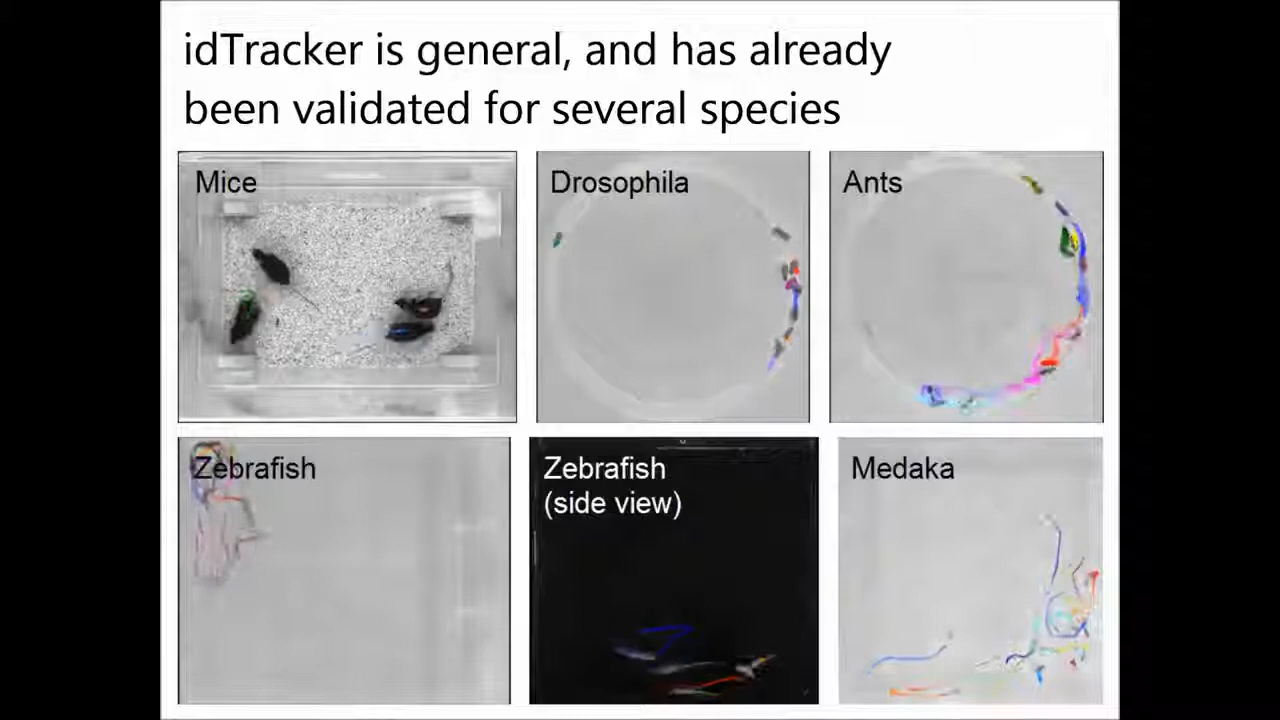 idTracker is general, and has already
been validated for several species
Mice
Drosophila
Ants
Zebrafish
Zebrafish
(side view)
Medaka